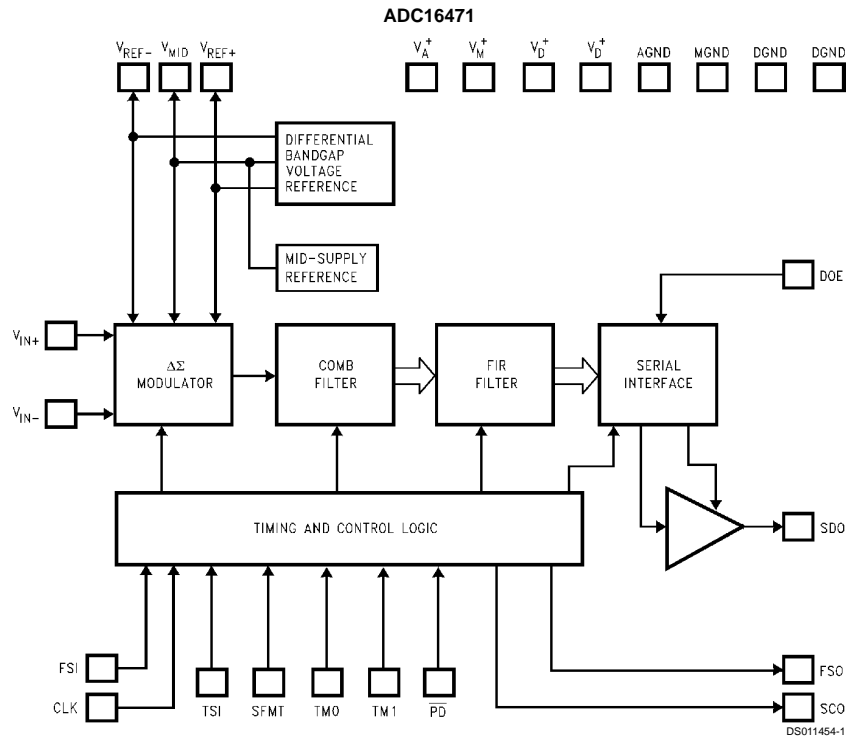 ADC16471
VREF- VMID VREF+ VA+ VM+ VD+ VD+ AGND MGND DGND DGND
DIFFERENTIAL
BANDGAP
VOLTAGE
REFERENCE
MID-SUPPLY
REFERENCE
DOE
VIN+
VIN-
ΔΣ
MODULATOR
COMB
FILTER
FIR
FILTER
SERIAL
INTERFACE
TIMING AND CONTROL LOGIC
SDO
FSI
CLK
TSI SFMT TM0 TM1 PD
FSO
SCO
DS011454-1